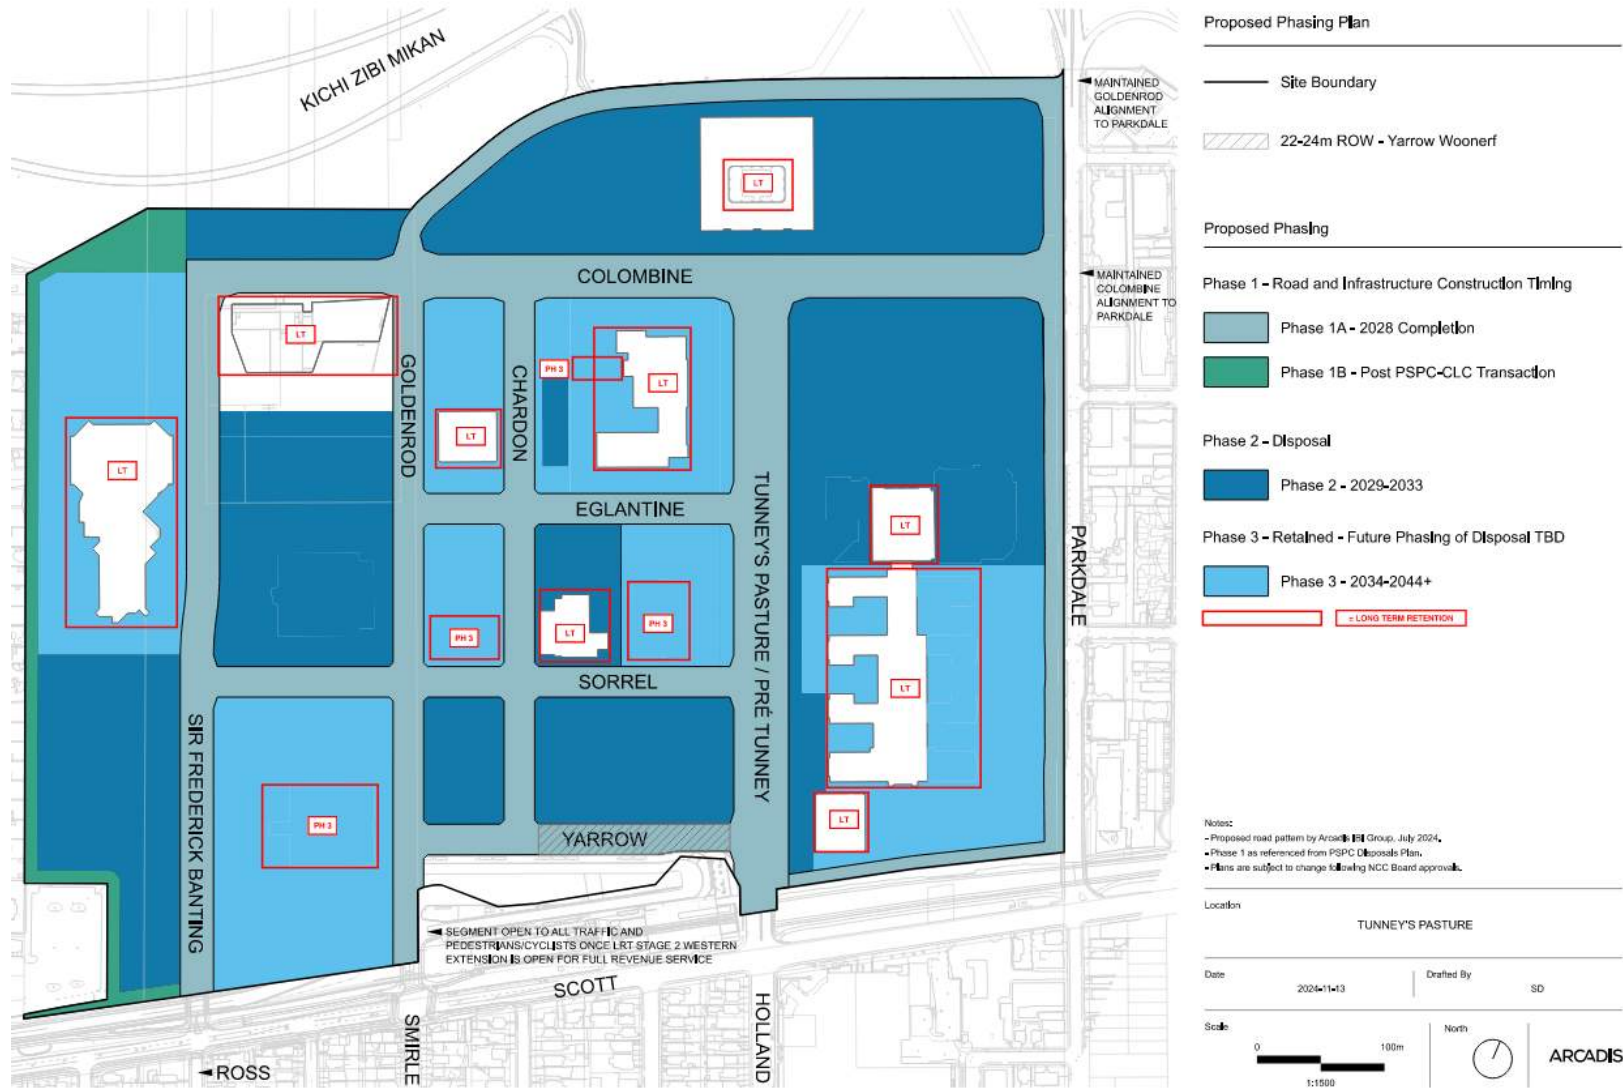 KICHI ZIBI MIKAN
MAINTAINED
GOLDENROD
ALIGNMENT
TO PARKDALE
LT
COLOMBINE
MAINTAINED
COLOMBINE
ALIGNMENT TO
PARKDALE
LT
GOLDENROD
CHARDON
PH 3
LT
LT
LT
EGLANTINE
TUNNEY'S PASTURE / PRÉ TUNNEY
LT
PARKDALE
PH 3
LT
PH 3
SORREL
LT
SIR FREDERICK BANTING
PH 3
YARROW
LT
SEGMENT OPEN TO ALL TRAFFIC AND
PEDESTRIANS/CYCLISTS ONCE LRT STAGE 2 WESTERN
EXTENSION IS OPEN FOR FULL REVENUE SERVICE
SCOTT
SMIRLE
HOLLAND
ROSS
Proposed Phasing Plan
Site Boundary
22-24m ROW - Yarrow Woonerf
Proposed Phasing
Phase 1 - Road and Infrastructure Construction Timing
Phase 1A - 2028 Completion
Phase 1B - Post PSPC-CLC Transaction
Phase 2 - Disposal
Phase 2 - 2029-2033
Phase 3 - Retained - Future Phasing of Disposal TBD
Phase 3 - 2034-2044+
= LONG TERM RETENTION
Notes:
- Proposed road pattern by Arcadis IBI Group, July 2024.
- Phase 1 as referenced from PSPC Disposals Plan.
- Plans are subject to change following NCC Board approvals.
Location
TUNNEY'S PASTURE
Date
2024-11-13
Drafted By
SD
Scale
0
100m
1:1500
North
ARCADIS